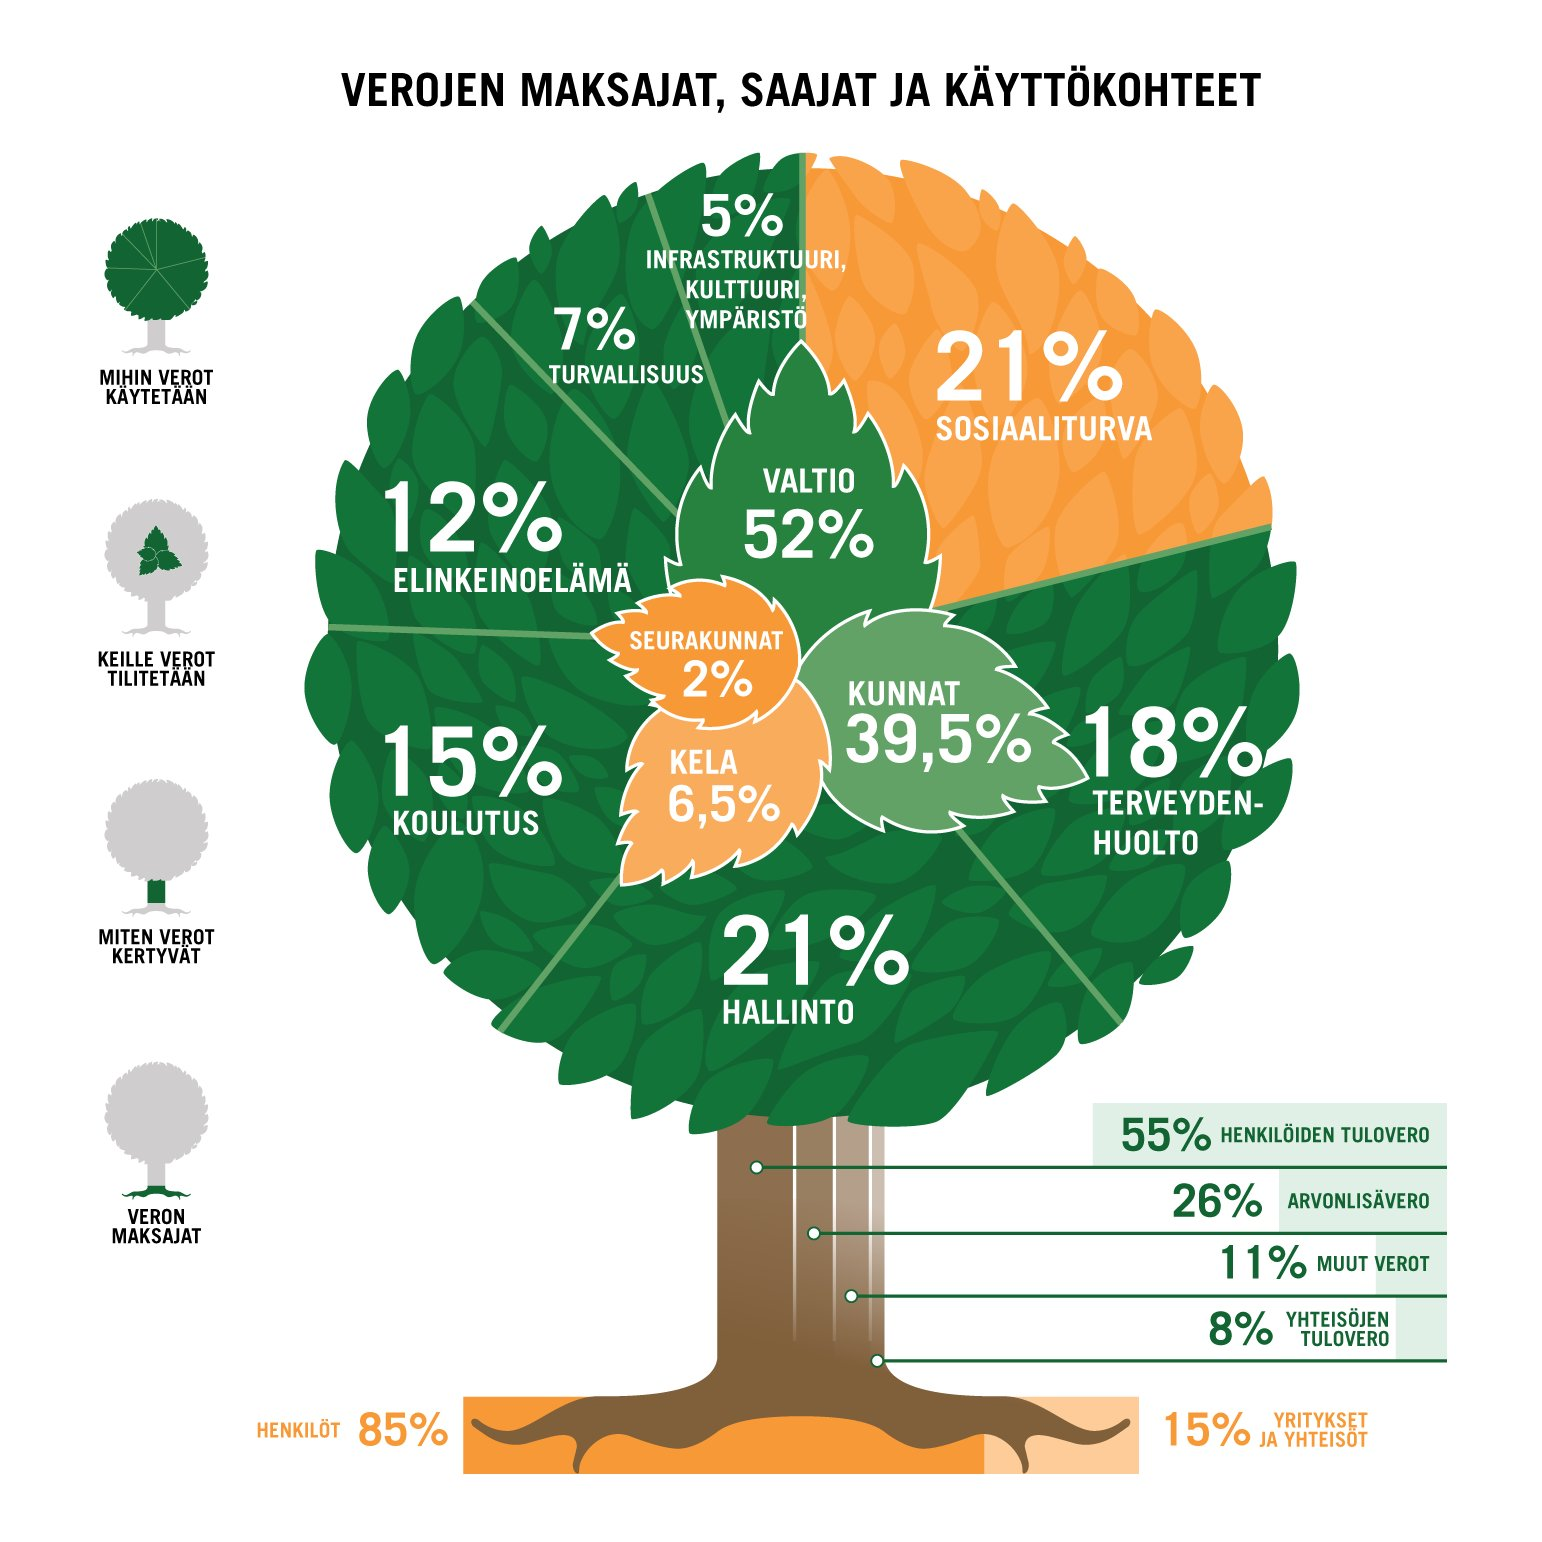 VEROJEN MAKSAJAT, SAAJAT JA KÄYTTÖKOHTEET
MIHIN VEROT
KÄYTETÄÄN
KEILLE VEROT
TILITETÄÄN
MITEN VEROT
KERTYVÄT
VERON
MAKSAJAT
5%
INFRASTRUKTUURI,
KULTTUURI,
YMPÄRISTÖ
7%
TURVALLISUUS
21%
SOSIAALITURVA
12%
ELINKEINOELÄMÄ
VALTIO
52%
SEURAKUNNAT
2%
KUNNAT
39,5%
KELA
6,5%
18%
TERVEYDEN-
HUOLTO
15%
KOULUTUS
21%
HALLINTO
55% HENKILÖIDEN TULOVERO
26% ARVONLISÄVERO
11% MUUT VEROT
8% YHTEISÖJEN
TULOVERO
HENKILÖT 85%
15% YRITYKSET
JA YHTEISÖT